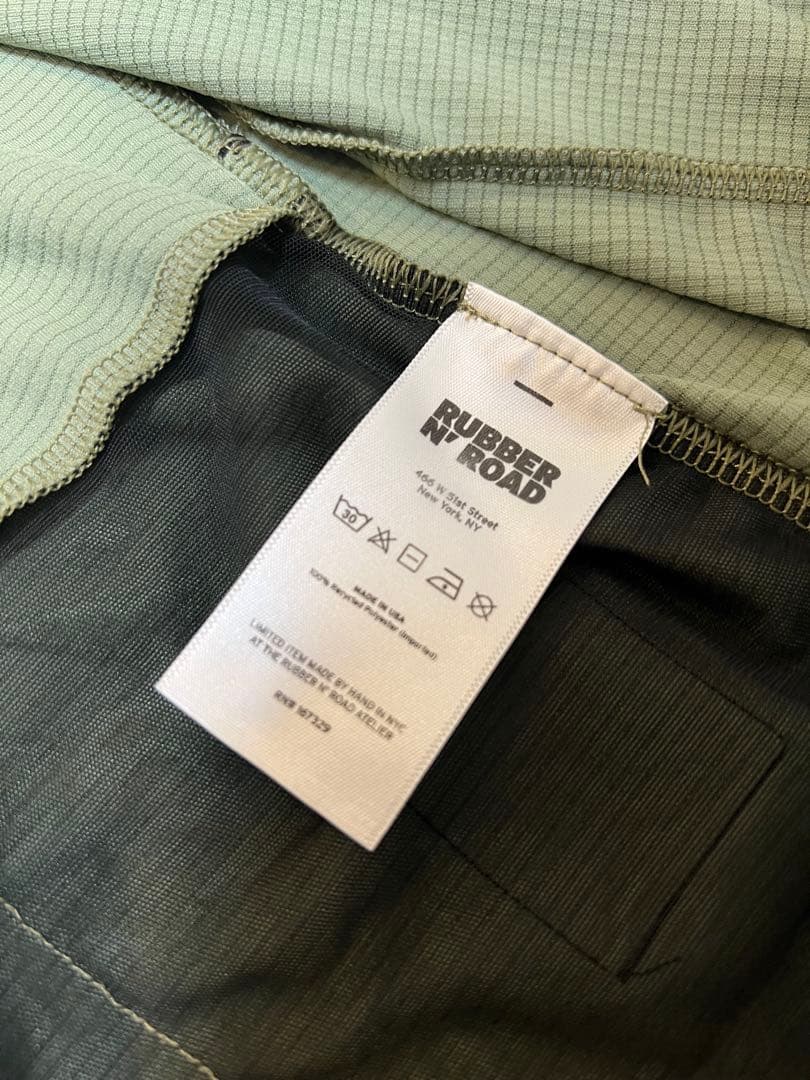 RUBBER
N' ROAD
466 W 51st Street
New York, NY
30
MADE IN USA
100% Recycled Polyester (Imported)
LIMITED ITEM MADE BY HAND IN NYC
AT THE RUBBER N' ROAD ATELIER
RN# 167329